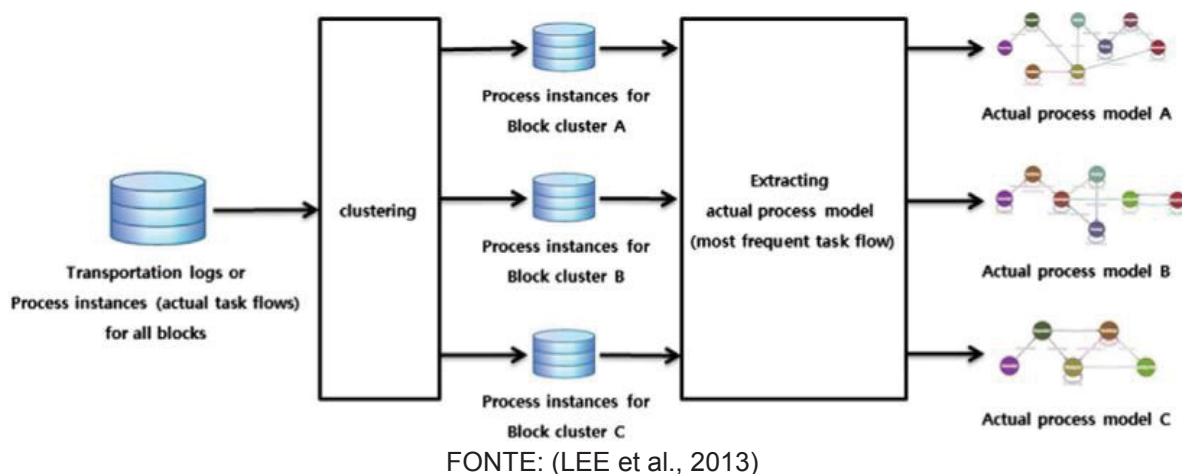 Transportation logs or
Process instances (actual task flows)
for all blocks
clustering
Process instances for
Block cluster A
Process instances for
Block cluster B
Process instances for
Block cluster C
Extracting
actual process model
(most frequent task flow)
Actual process model A
Actual process model B
Actual process model C
FONTE: (LEE et al., 2013)